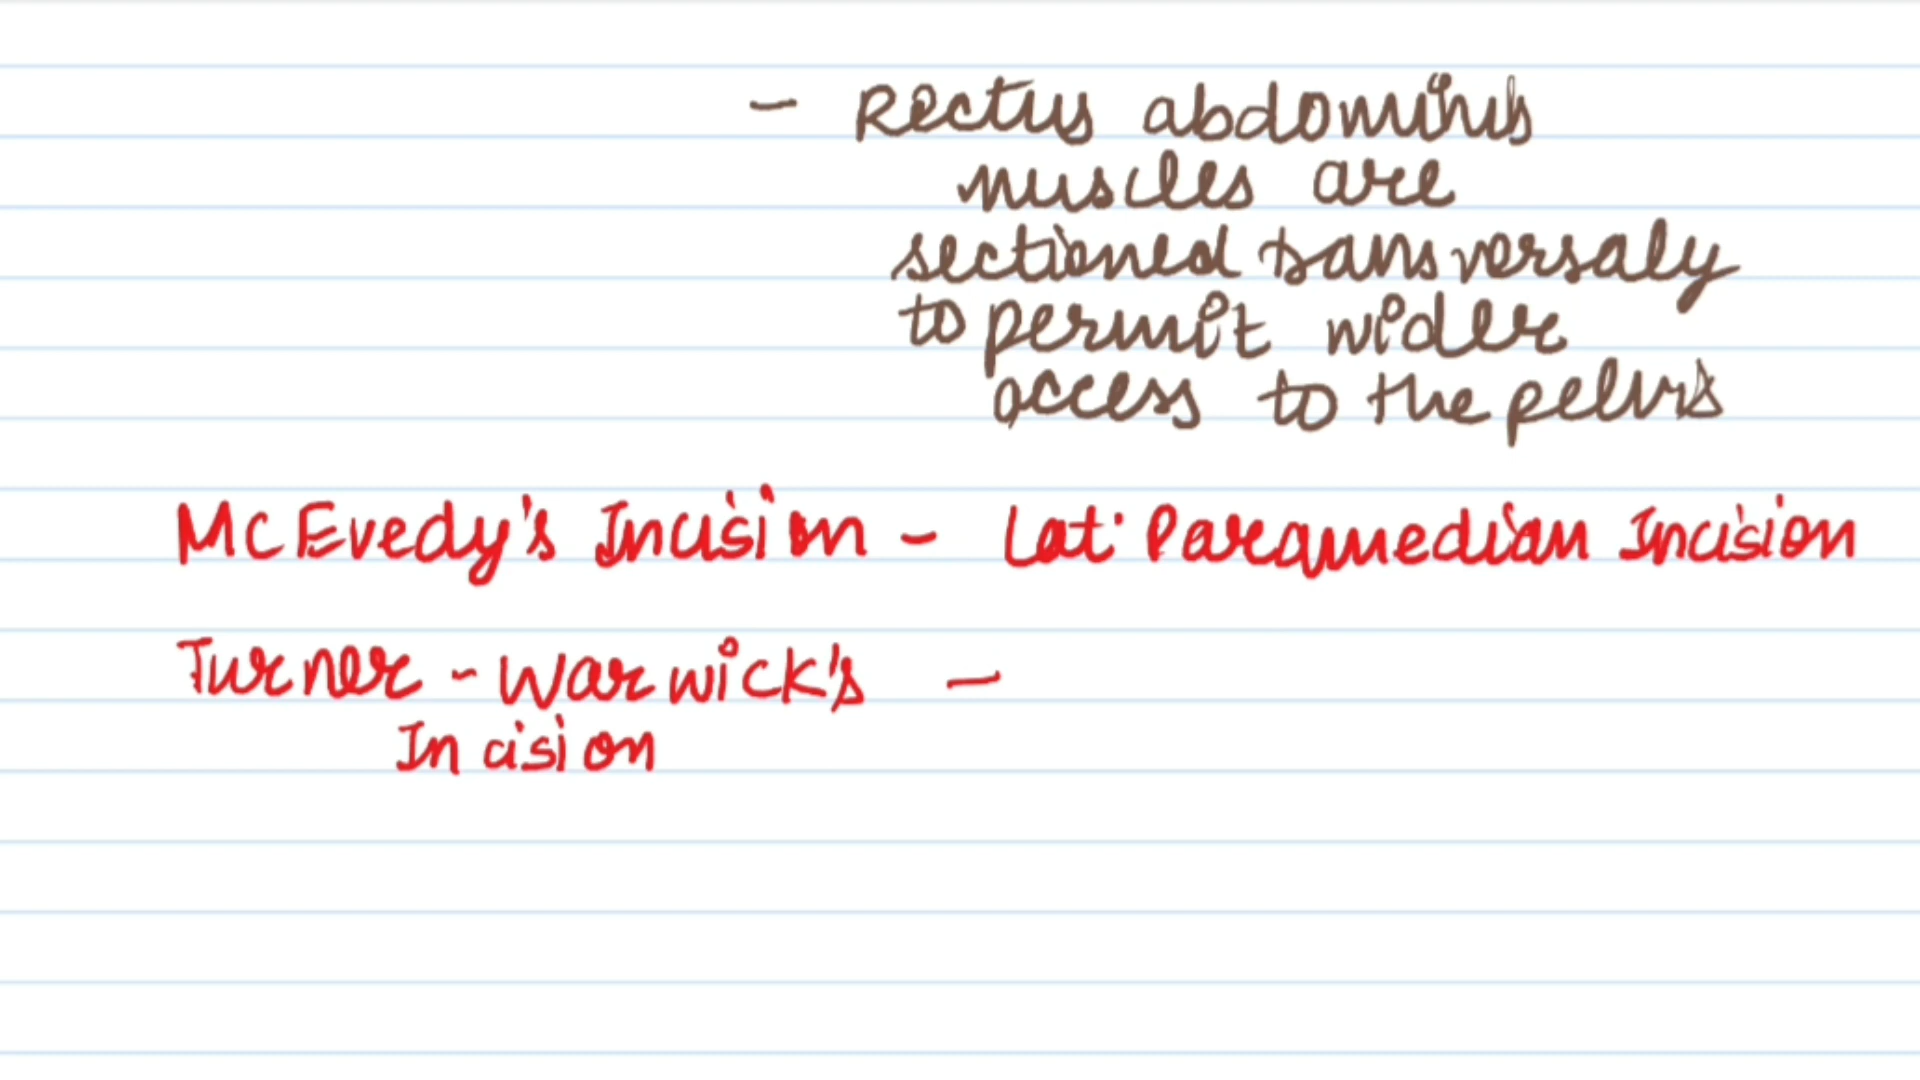 - Rectus abdominis
muscles are
sectioned transversaly
to permit wider
access to the pelvis
McEvedy's Incision - Lat. Paramedian Incision
Turner - Warwick's -
Incision